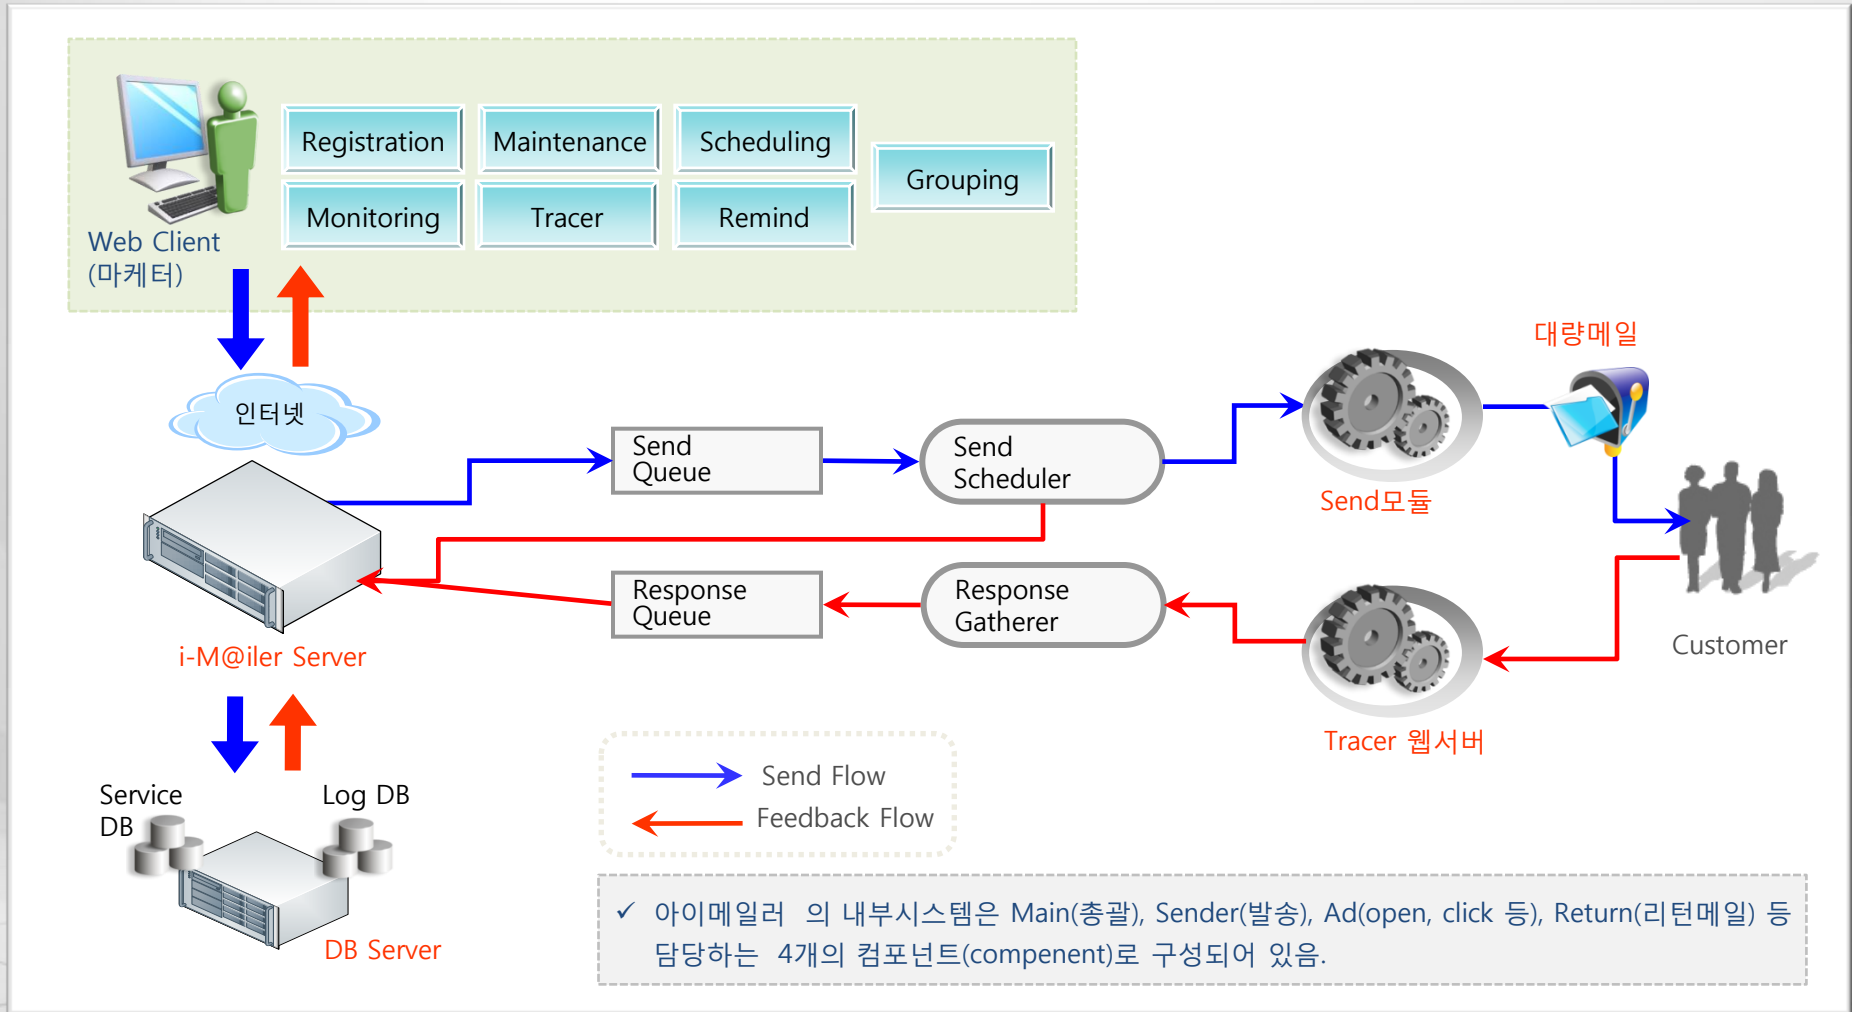 Registration
Maintenance
Scheduling
Grouping
Monitoring
Tracer
Remind
Web Client
(마케터)
인터넷
대량메일
Send
Queue
Send
Scheduler
Send모듈
Response
Queue
Response
Gatherer
Customer
i-M@iler Server
Tracer 웹서버
Send Flow
Feedback Flow
Service
DB
Log DB
DB Server
✓ 아이메일러 의 내부시스템은 Main(총괄), Sender(발송), Ad(open, click 등), Return(리턴메일) 등
담당하는 4개의 컴포넌트(compenent)로 구성되어 있음.